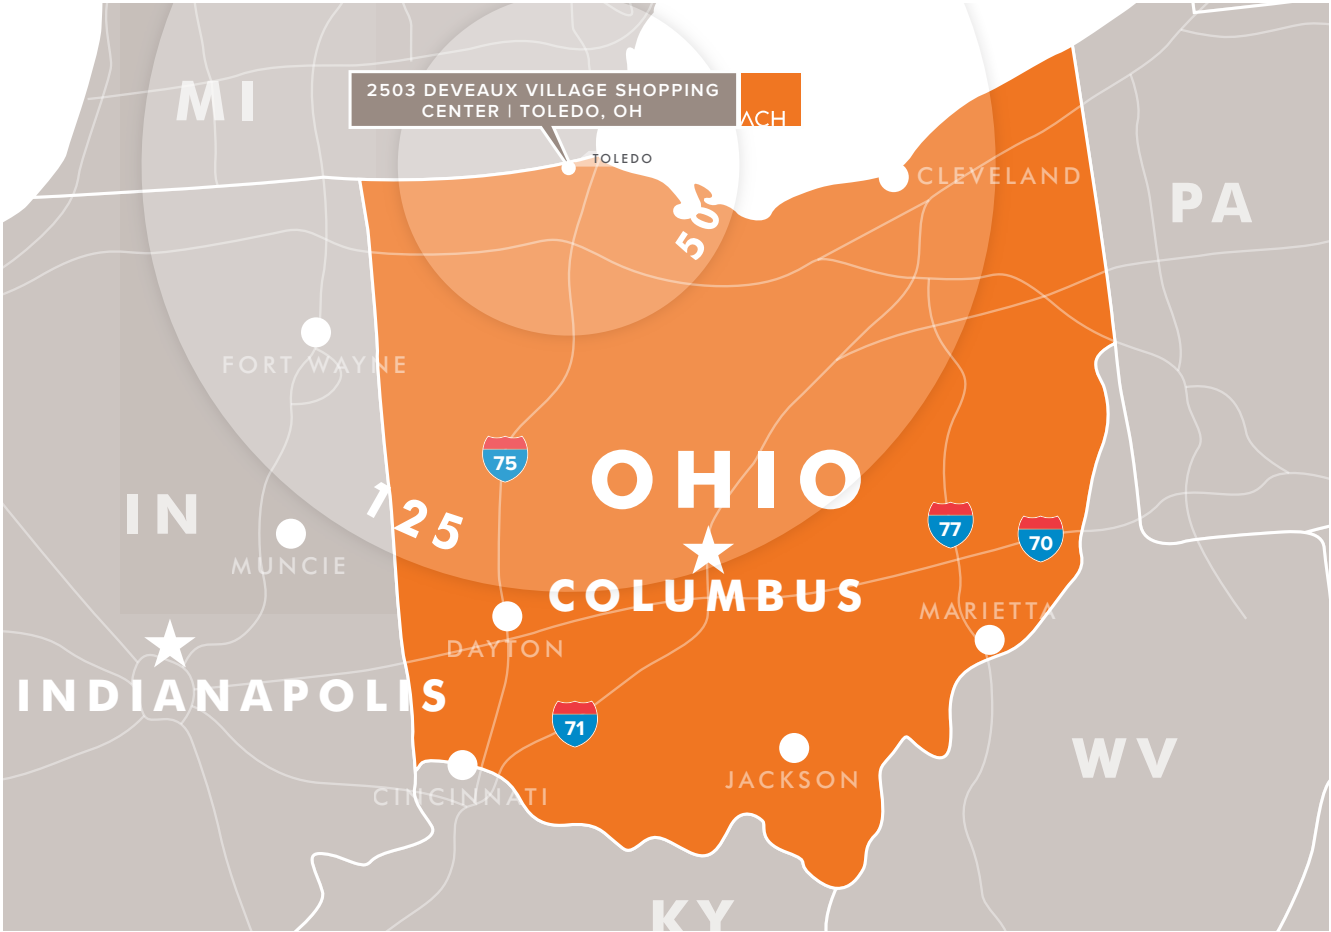 MI
2503 DEVEAUX VILLAGE SHOPPING
CENTER | TOLEDO, OH
TOLEDO
CLEVELAND
PA
50
FORT WAYNE
75
OHIO
125
IN
77
70
MUNCIE
COLUMBUS
MARIETTA
DAYTON
INDIANAPOLIS
71
WV
JACKSON
CINCINNATI
KY